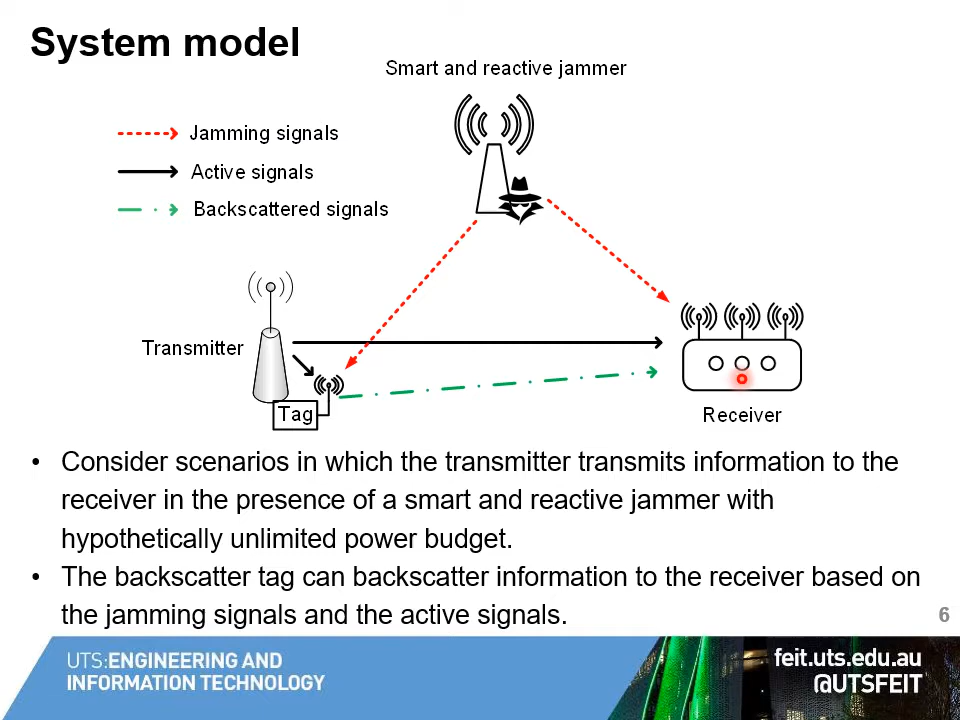 System model
Smart and reactive jammer
Jamming signals
Active signals
Backscattered signals
Transmitter
Tag
Receiver
• Consider scenarios in which the transmitter transmits information to the
receiver in the presence of a smart and reactive jammer with
hypothetically unlimited power budget.
• The backscatter tag can backscatter information to the receiver based on
the jamming signals and the active signals.
6
UTS:ENGINEERING AND
INFORMATION TECHNOLOGY
feit.uts.edu.au
@UTSFEIT